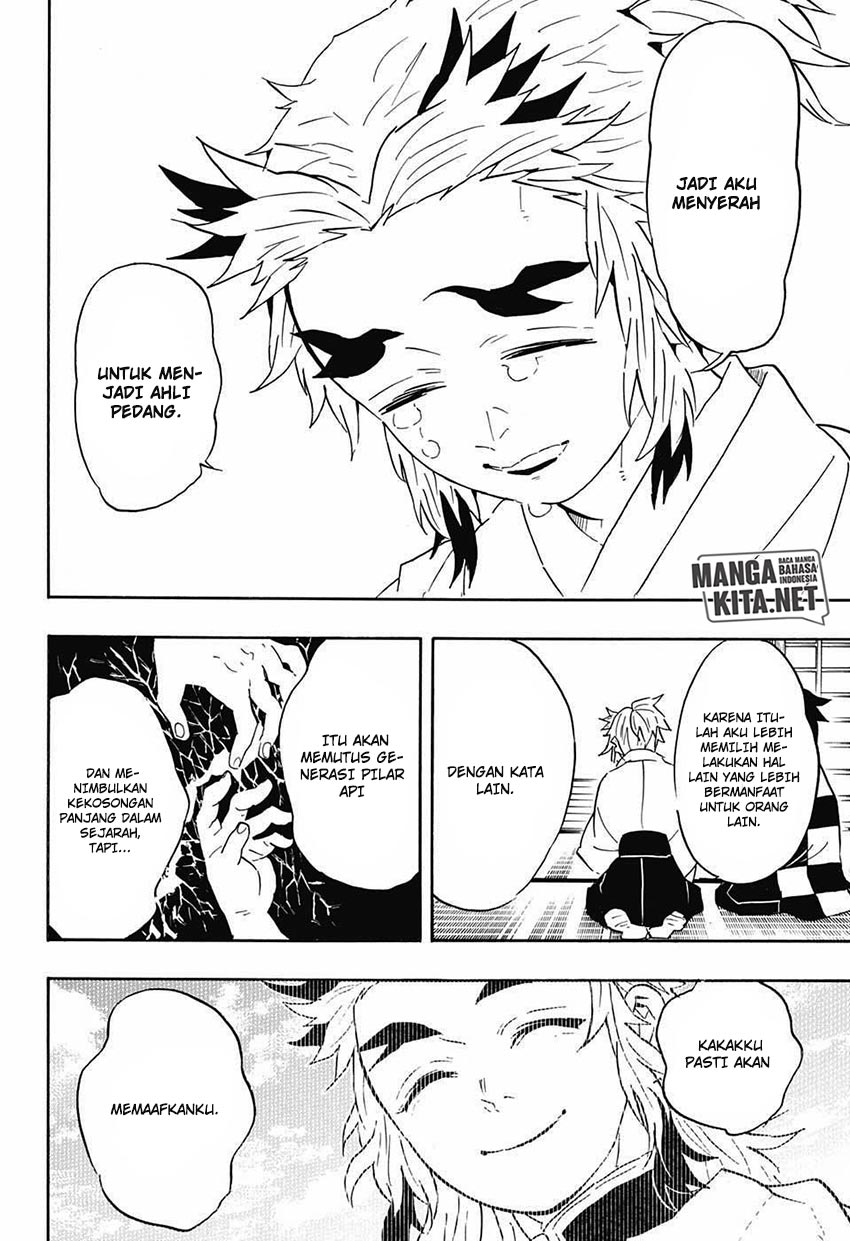 JADI AKU
MENYERAH
UNTUK MEN-
JADI AHLI
PEDANG.
MANGA
KITA.NET
BACA MANGA
BAHASA
INDONESIA
KARENA ITU-
LAH AKU LEBIH
MEMILIH ME-
LAKUKAN HAL
LAIN YANG LEBIH
BERMANFAAT
UNTUK ORANG
LAIN.
DENGAN KATA
LAIN.
ITU AKAN
MEMUTUS GE-
NERASI PILAR
API
DAN ME-
NIMBULKAN
KEKOSONGAN
PANJANG DALAM
SEJARAH,
TAPI...
KAKAKKU
PASTI AKAN
MEMAAFKANKU.